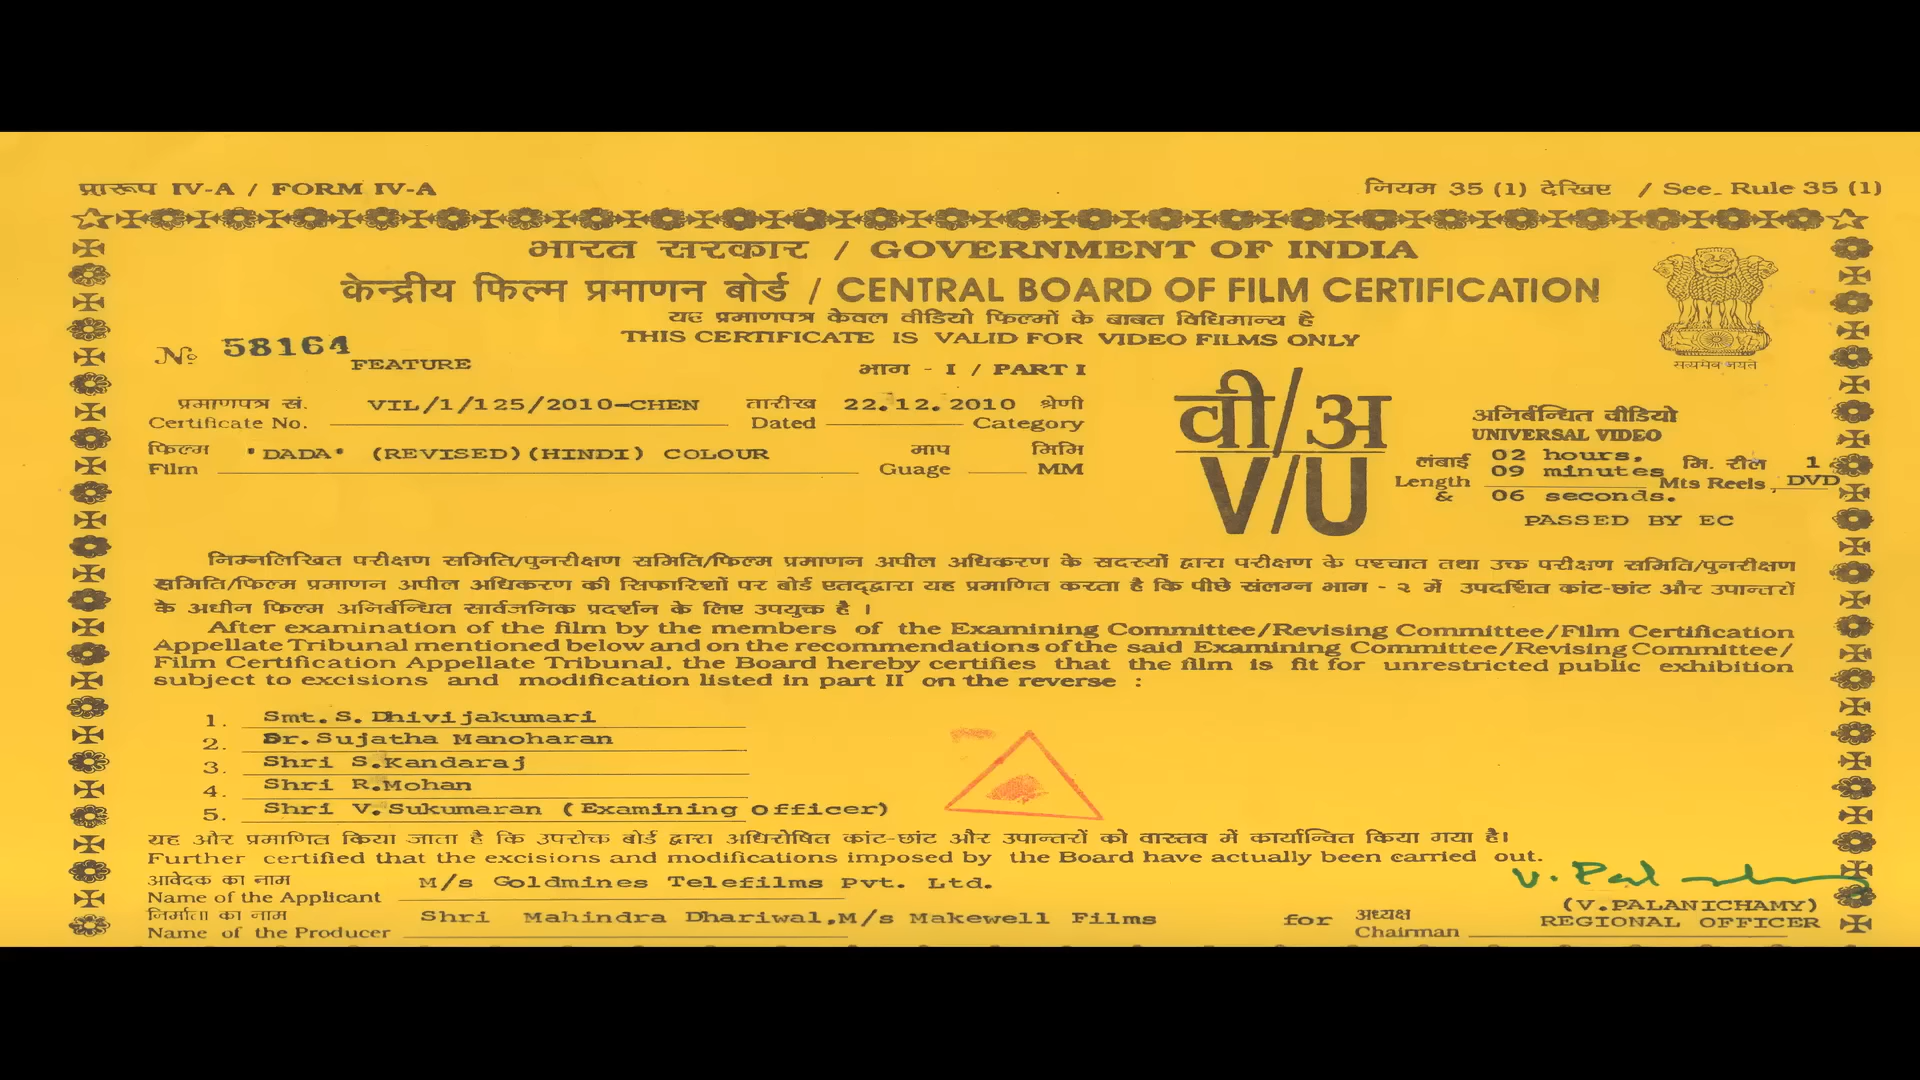 प्रारूप IV-A / FORM IV-A
नियम 35 (1) देखिए / See Rule 35 (1)
भारत सरकार / GOVERNMENT OF INDIA
केन्द्रीय फिल्म प्रमाणन बोर्ड / CENTRAL BOARD OF FILM CERTIFICATION
यह प्रमाणपत्र केवल वीडियो फिल्मों के बाबत विधिमान्य है
THIS CERTIFICATE IS VALID FOR VIDEO FILMS ONLY
सत्यमेव जयते
No 58164
FEATURE
भाग - I / PART I
प्रमाणपत्र सं. VIL/1/125/2010-CHEN तारीख 22.12.2010 श्रेणी
Certificate No. Dated Category
फिल्म 'DADA' (REVISED)(HINDI) COLOUR माप मिमि
Film Guage MM
वी/अ
V/U
अनिर्बन्धित वीडियो
UNIVERSAL VIDEO
लंबाई 02 hours,
09 minutes मि. रील 1
Length Mts Reels, DVD
& 06 seconds.
PASSED BY EC
निम्नलिखित परीक्षण समिति/पुनरीक्षण समिति/फिल्म प्रमाणन अपील अधिकरण के सदस्यों द्वारा परीक्षण के पश्चात तथा उक्त परीक्षण समिति/पुनरीक्षण
समिति/फिल्म प्रमाणन अपील अधिकरण की सिफारिशों पर बोर्ड एतद्द्वारा यह प्रमाणित करता है कि पीछे संलग्न भाग - २ में उपदर्शित कांट-छांट और उपान्तरों
के अधीन फिल्म अनिर्बन्धित सार्वजनिक प्रदर्शन के लिए उपयुक्त है ।
After examination of the film by the members of the Examining Committee/Revising Committee/Film Certification
Appellate Tribunal mentioned below and on the recommendations of the said Examining Committee/Revising Committee/
Film Certification Appellate Tribunal, the Board hereby certifies that the film is fit for unrestricted public exhibition
subject to excisions and modification listed in part II on the reverse :
1. Smt. S. Dhivijakumari
2. Dr. Sujatha Manoharan
3. Shri S.Kandaraj
4. Shri R.Mohan
5. Shri V.Sukumaran (Examining Officer)
यह और प्रमाणित किया जाता है कि उपरोक्त बोर्ड द्वारा अधिरोपित कांट-छांट और उपान्तरों को वास्तव में कार्यान्वित किया गया है।
Further certified that the excisions and modifications imposed by the Board have actually been carried out.
आवेदक का नाम M/s Goldmines Telefilms Pvt. Ltd.
Name of the Applicant
V. Pal
(V.PALANICHAMY)
निर्माता का नाम Shri Mahindra Dhariwal,M/s Makewell Films for अध्यक्ष REGIONAL OFFICER
Name of the Producer Chairman